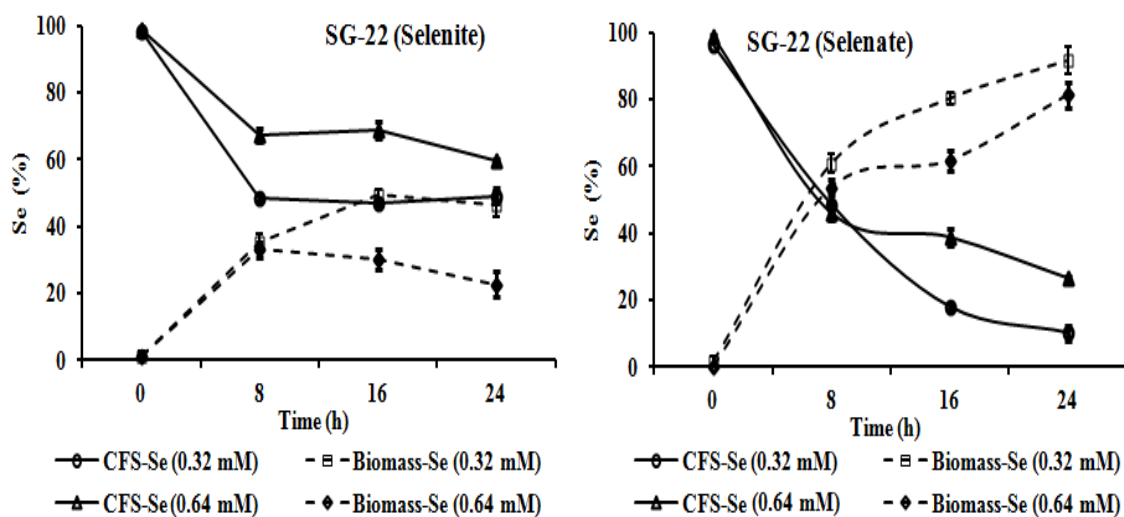 SG-22 (Selenite)
Se (%)
100
80
60
40
20
0
0 8 16 24
Time (h)
CFS-Se (0.32 mM) Biomass-Se (0.32 mM)
CFS-Se (0.64 mM) Biomass-Se (0.64 mM)
SG-22 (Selenate)
Se (%)
100
80
60
40
20
0
0 8 16 24
Time (h)
CFS-Se (0.32 mM) Biomass-Se (0.32 mM)
CFS-Se (0.64 mM) Biomass-Se (0.64 mM)